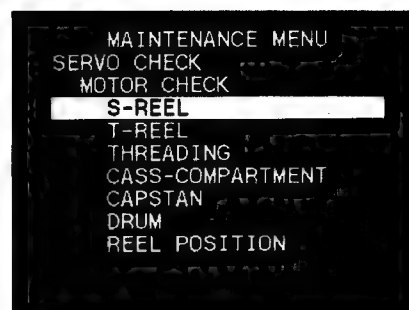 MAINTENANCE MENU
SERVO CHECK
MOTOR CHECK
S-REEL
T-REEL
THREADING
CASS-COMPARTMENT
CAPSTAN
DRUM
REEL POSITION